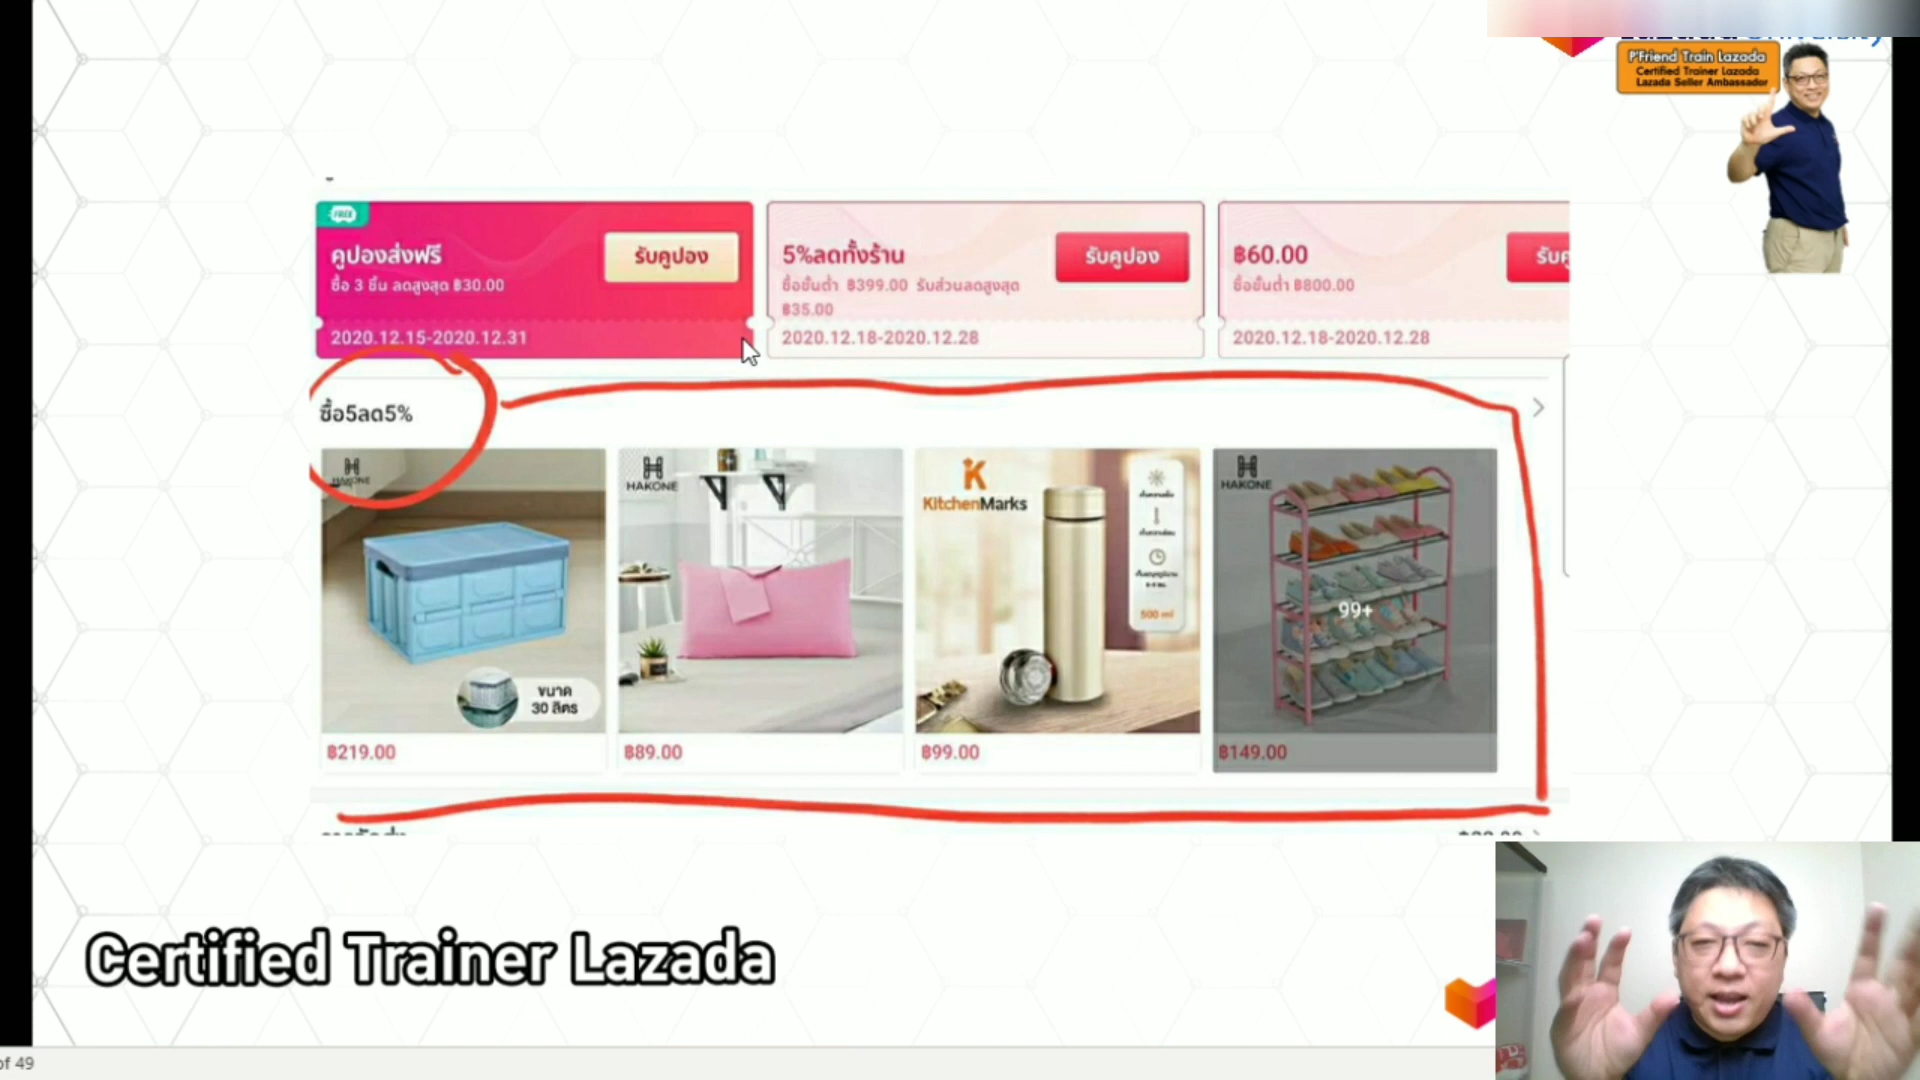 P'Friend Train Lazada
Certified Trainer Lazada
Lazada Seller Ambassador
FREE
คูปองส่งฟรี
รับคูปอง
ซื้อ 3 ชิ้น ลดสูงสุด ฿30.00
2020.12.15-2020.12.31
5%ลดทั้งร้าน
รับคูปอง
ซื้อขั้นต่ำ ฿399.00 รับส่วนลดสูงสุด
฿35.00
2020.12.18-2020.12.28
฿60.00
ซื้อขั้นต่ำ ฿800.00
2020.12.18-2020.12.28
ซื้อ5ลด5%
HAKONE
ขนาด
30 ลิตร
฿219.00
HAKONE
฿89.00
KitchenMarks
500 ml
฿99.00
HAKONE
99+
฿149.00
Certified Trainer Lazada
of 49